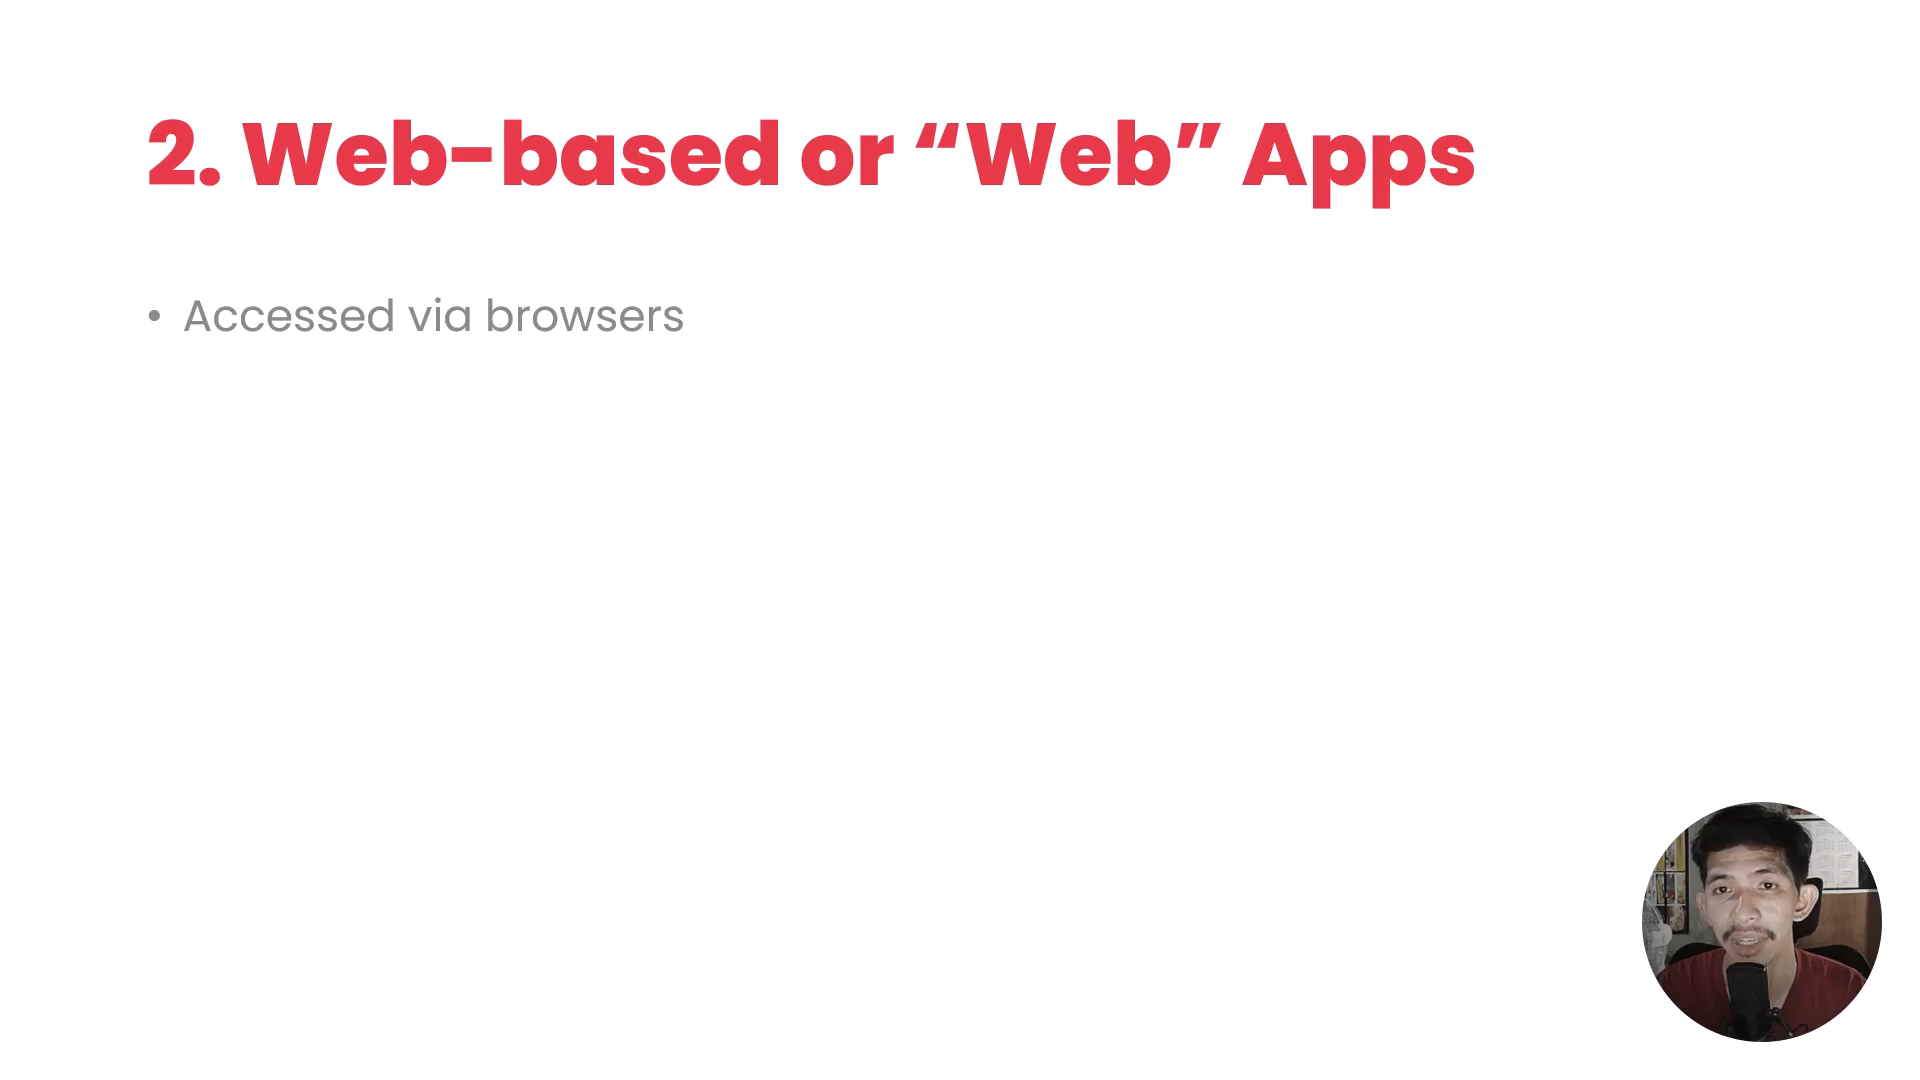 2. Web-based or “Web” Apps
• Accessed via browsers